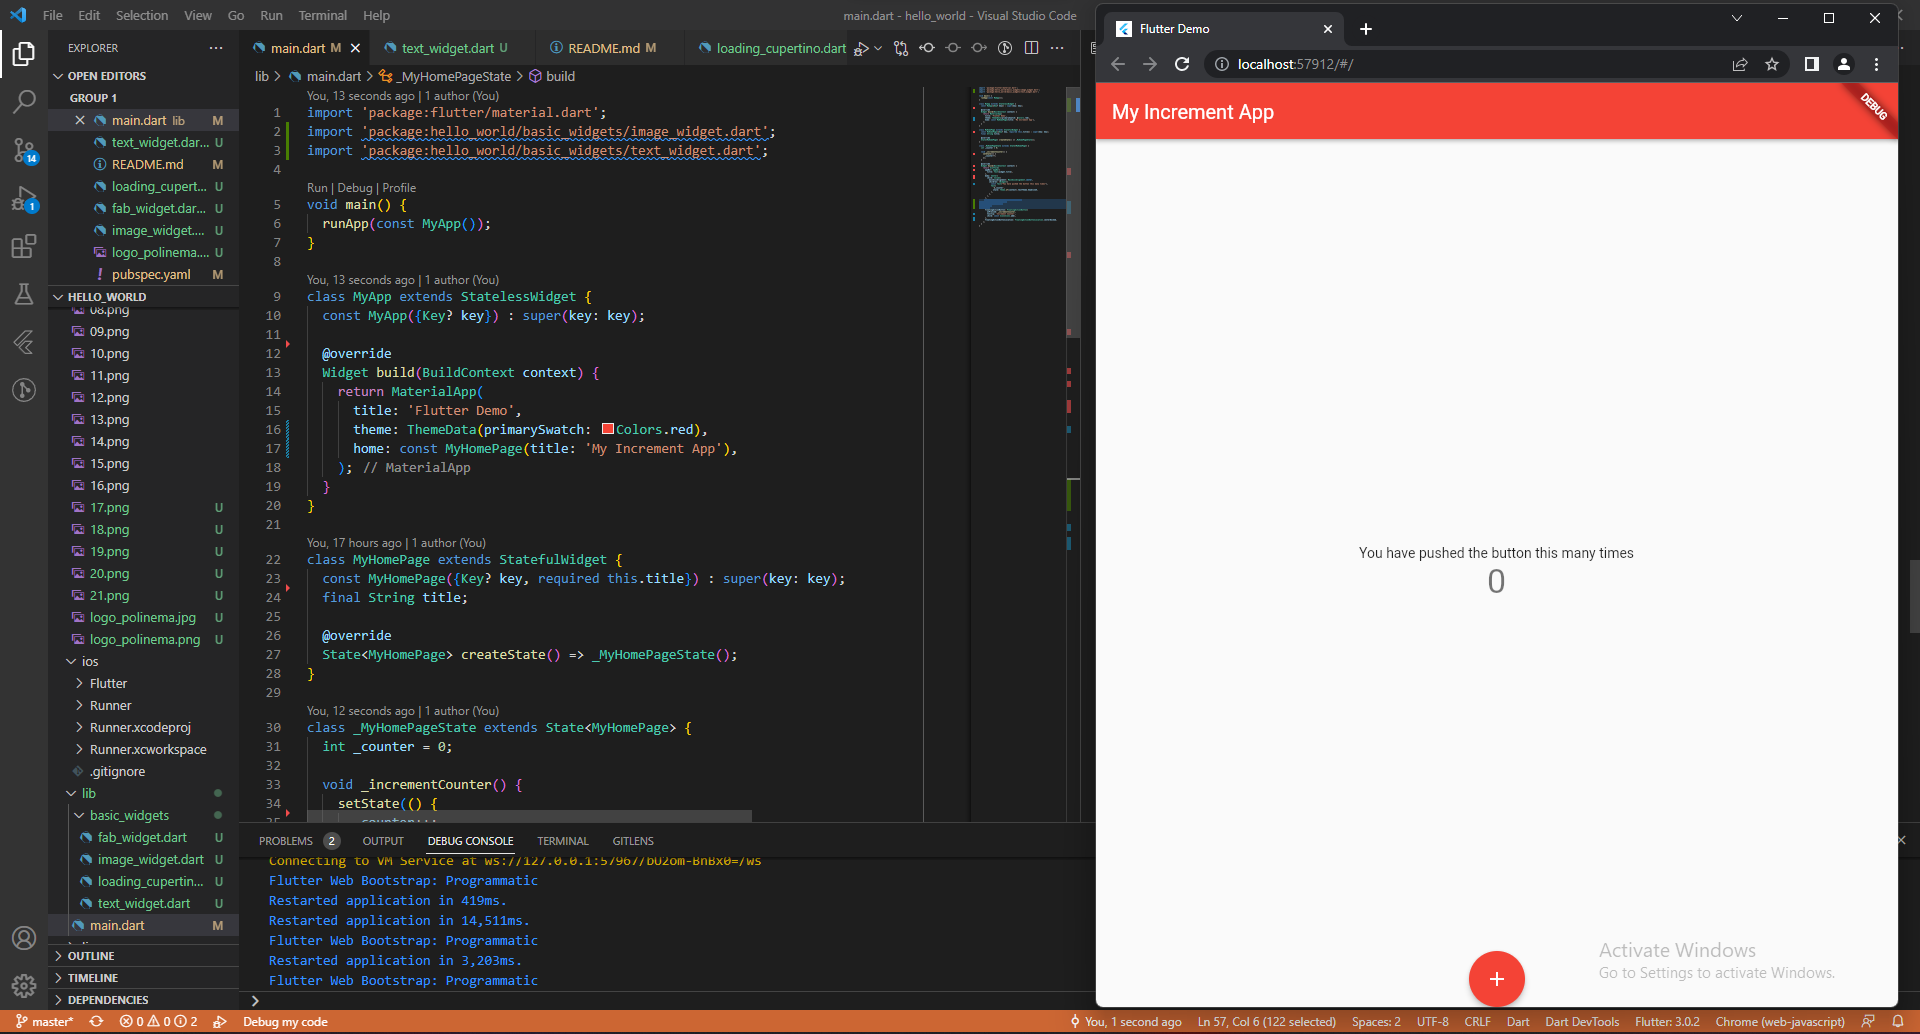 File Edit Selection View Go Run Terminal Help
main.dart - hello_world - Visual Studio Code
EXPLORER
OPEN EDITORS
GROUP 1
main.dart lib M
text_widget.dar... U
README.md M
loading_cupert... U
fab_widget.dar... U
image_widget.... U
logo_polinema.... U
! pubspec.yaml M
HELLO_WORLD
08.png
09.png
10.png
11.png
12.png
13.png
14.png
15.png
16.png
17.png U
18.png U
19.png U
20.png U
21.png U
logo_polinema.jpg U
logo_polinema.png U
ios
Flutter
Runner
Runner.xcodeproj
Runner.xcworkspace
.gitignore
lib
basic_widgets
fab_widget.dart U
image_widget.dart U
loading_cupertin... U
text_widget.dart U
main.dart M
OUTLINE
TIMELINE
DEPENDENCIES
14
1
main.dart M
text_widget.dart U
README.md M
loading_cupertino.dart
lib > main.dart > _MyHomePageState > build
You, 13 seconds ago | 1 author (You)
1 import 'package:flutter/material.dart';
2 import 'package:hello_world/basic_widgets/image_widget.dart';
3 import 'package:hello_world/basic_widgets/text_widget.dart';
4
Run | Debug | Profile
5 void main() {
6 runApp(const MyApp());
7 }
8
You, 13 seconds ago | 1 author (You)
9 class MyApp extends StatelessWidget {
10 const MyApp({Key? key}) : super(key: key);
11
12 @override
13 Widget build(BuildContext context) {
14 return MaterialApp(
15 title: 'Flutter Demo',
16 theme: ThemeData(primarySwatch: Colors.red),
17 home: const MyHomePage(title: 'My Increment App'),
18 ); // MaterialApp
19 }
20 }
21
You, 17 hours ago | 1 author (You)
22 class MyHomePage extends StatefulWidget {
23 const MyHomePage({Key? key, required this.title}) : super(key: key);
24 final String title;
25
26 @override
27 State<MyHomePage> createState() => _MyHomePageState();
28 }
29
You, 12 seconds ago | 1 author (You)
30 class _MyHomePageState extends State<MyHomePage> {
31 int _counter = 0;
32
33 void _incrementCounter() {
34 setState(() {
35 _counter++;
PROBLEMS 2 OUTPUT DEBUG CONSOLE TERMINAL GITLENS
Connecting to VM Service at ws://127.0.0.1:57967/bU2om-BnBx0=/ws
Flutter Web Bootstrap: Programmatic
Restarted application in 419ms.
Restarted application in 14,511ms.
Flutter Web Bootstrap: Programmatic
Restarted application in 3,203ms.
Flutter Web Bootstrap: Programmatic
Flutter Demo
localhost:57912/#/
My Increment App
DEBUG
You have pushed the button this many times
0
+
Activate Windows
Go to Settings to activate Windows.
master* 0 0 2 Debug my code
You, 1 second ago Ln 57, Col 6 (122 selected) Spaces: 2 UTF-8 CRLF Dart Dart DevTools Flutter: 3.0.2 Chrome (web-javascript)